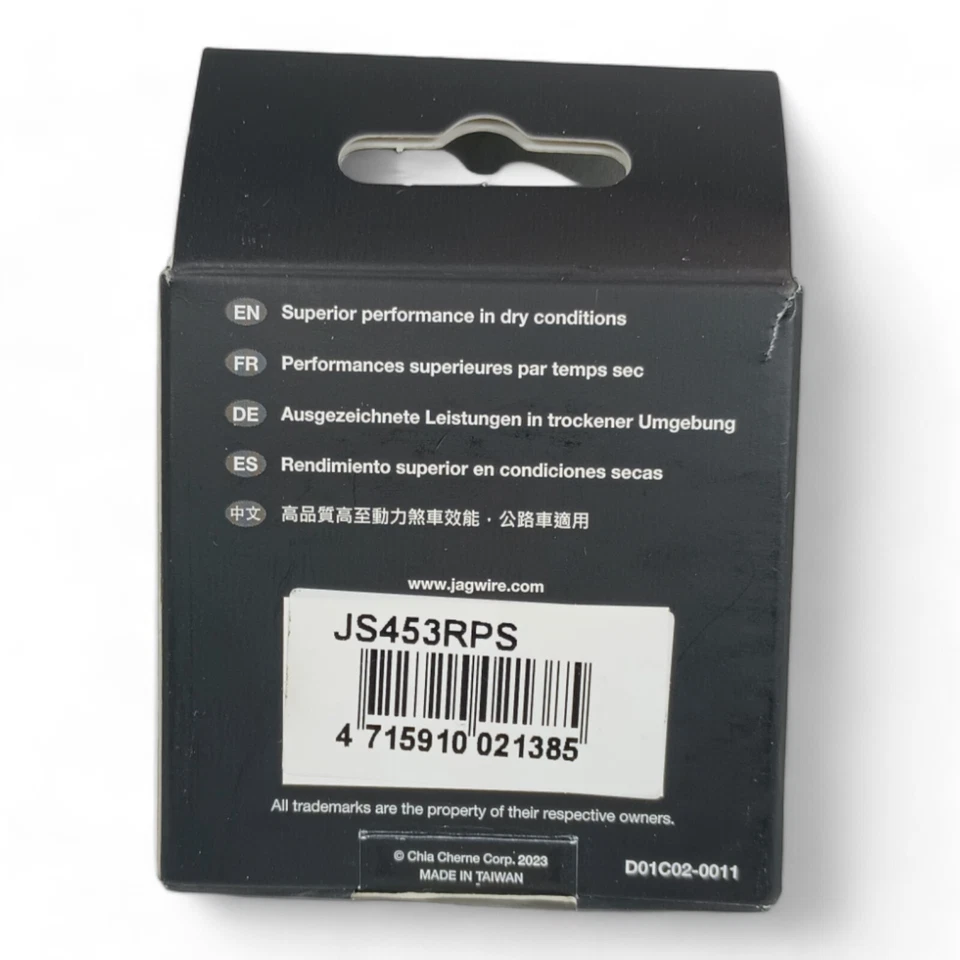 EN Superior performance in dry conditions
FR Performances superieures par temps sec
DE Ausgezeichnete Leistungen in trockener Umgebung
ES Rendimiento superior en condiciones secas
中文 高品質高至動力煞車效能．公路車適用
www.jagwire.com
JS453RPS
4 715910 021385
All trademarks are the property of their respective owners.
© Chia Cherne Corp. 2023
MADE IN TAIWAN
D01C02-0011